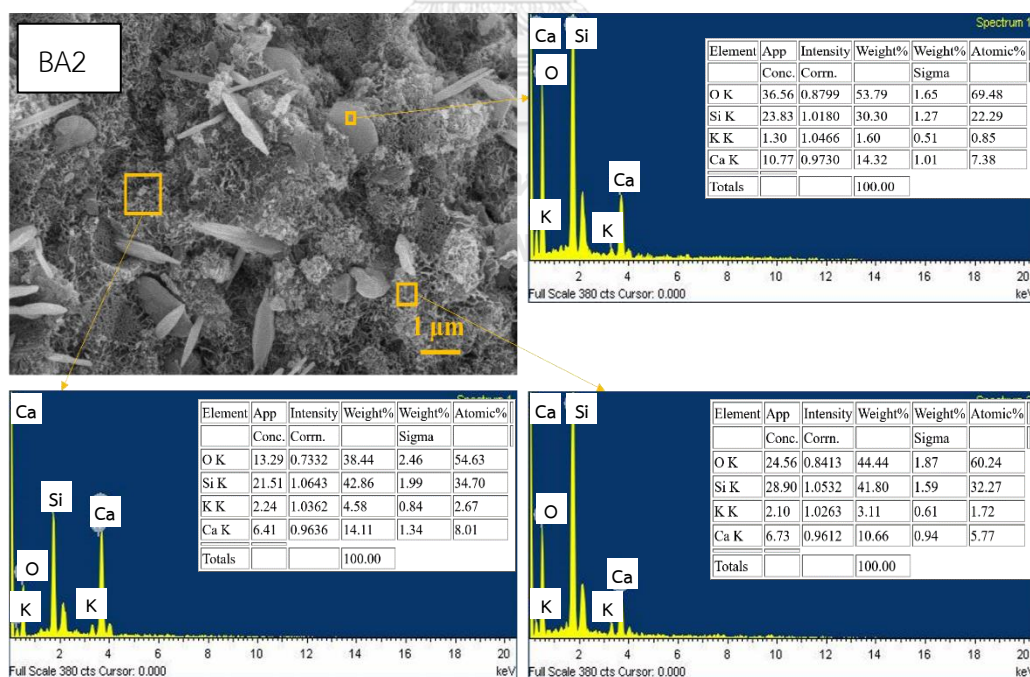 BA2
1 μm
Spectrum 1
Ca
Si
O
K
K
Ca
Element App Intensity Weight% Weight% Atomic%
Conc. Corrn. Sigma
O K 36.56 0.8799 53.79 1.65 69.48
Si K 23.83 1.0180 30.30 1.27 22.29
K K 1.30 1.0466 1.60 0.51 0.85
Ca K 10.77 0.9730 14.32 1.01 7.38
Totals 100.00
2 4 6 8 10 12 14 16 18 20
Full Scale 380 cts Cursor: 0.000 keV
Ca
Si
Ca
O
K
K
Element App Intensity Weight% Weight% Atomic%
Conc. Corrn. Sigma
O K 13.29 0.7332 38.44 2.46 54.63
Si K 21.51 1.0643 42.86 1.99 34.70
K K 2.24 1.0362 4.58 0.84 2.67
Ca K 6.41 0.9636 14.11 1.34 8.01
Totals 100.00
2 4 6 8 10 12 14 16 18 20
Full Scale 380 cts Cursor: 0.000 keV
Ca
Si
O
Ca
K
K
Element App Intensity Weight% Weight% Atomic%
Conc. Corrn. Sigma
O K 24.56 0.8413 44.44 1.87 60.24
Si K 28.90 1.0532 41.80 1.59 32.27
K K 2.10 1.0263 3.11 0.61 1.72
Ca K 6.73 0.9612 10.66 0.94 5.77
Totals 100.00
2 4 6 8 10 12 14 16 18 20
Full Scale 380 cts Cursor: 0.000 keV